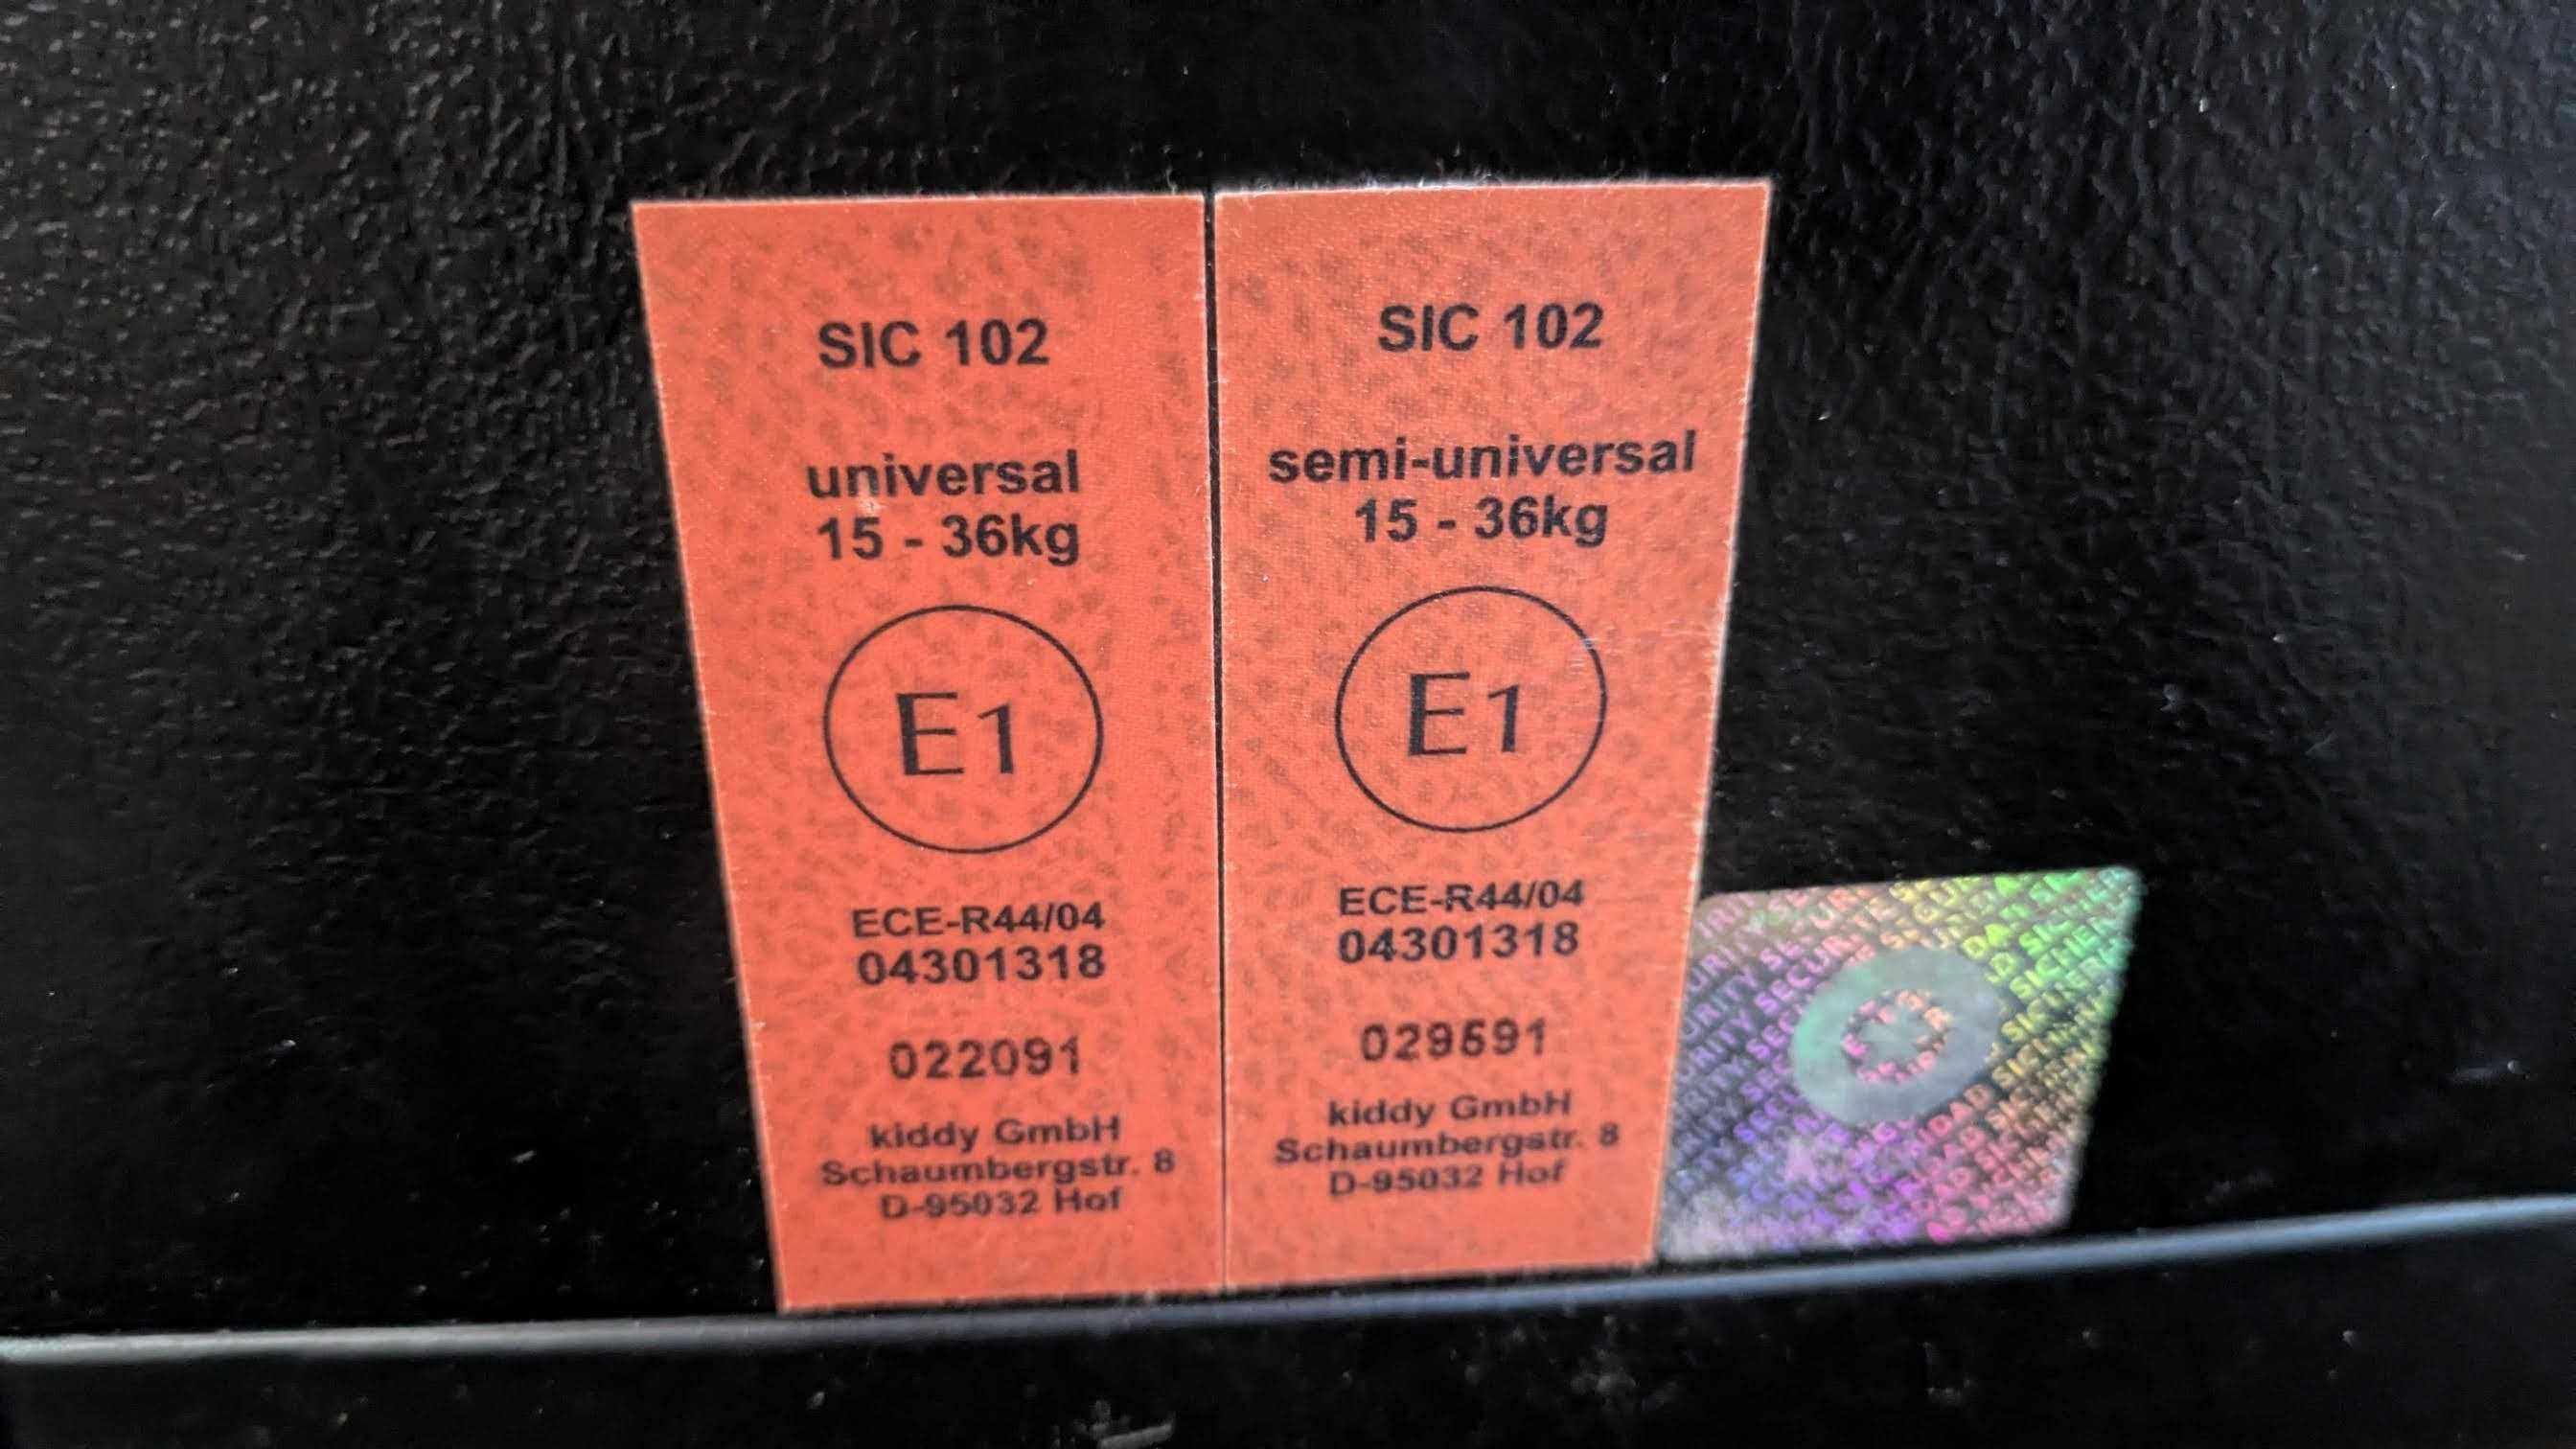 SIC 102
universal
15 - 36kg
E1
ECE-R44/04
04301318
022091
kiddy GmbH
Schaumbergstr. 8
D-95032 Hof
SIC 102
semi-universal
15 - 36kg
E1
ECE-R44/04
04301318
kiddy GmbH
Schaumbergstr. 8
D-95032 Hof